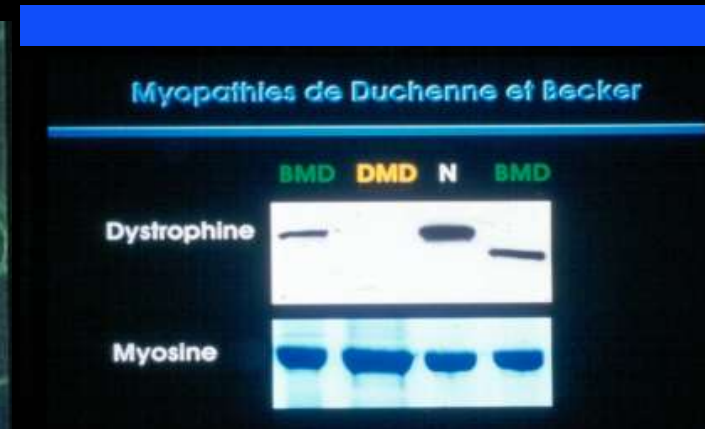 Myopathies de Duchenne et Becker
BMD DMD N BMD
Dystrophine
Myosine